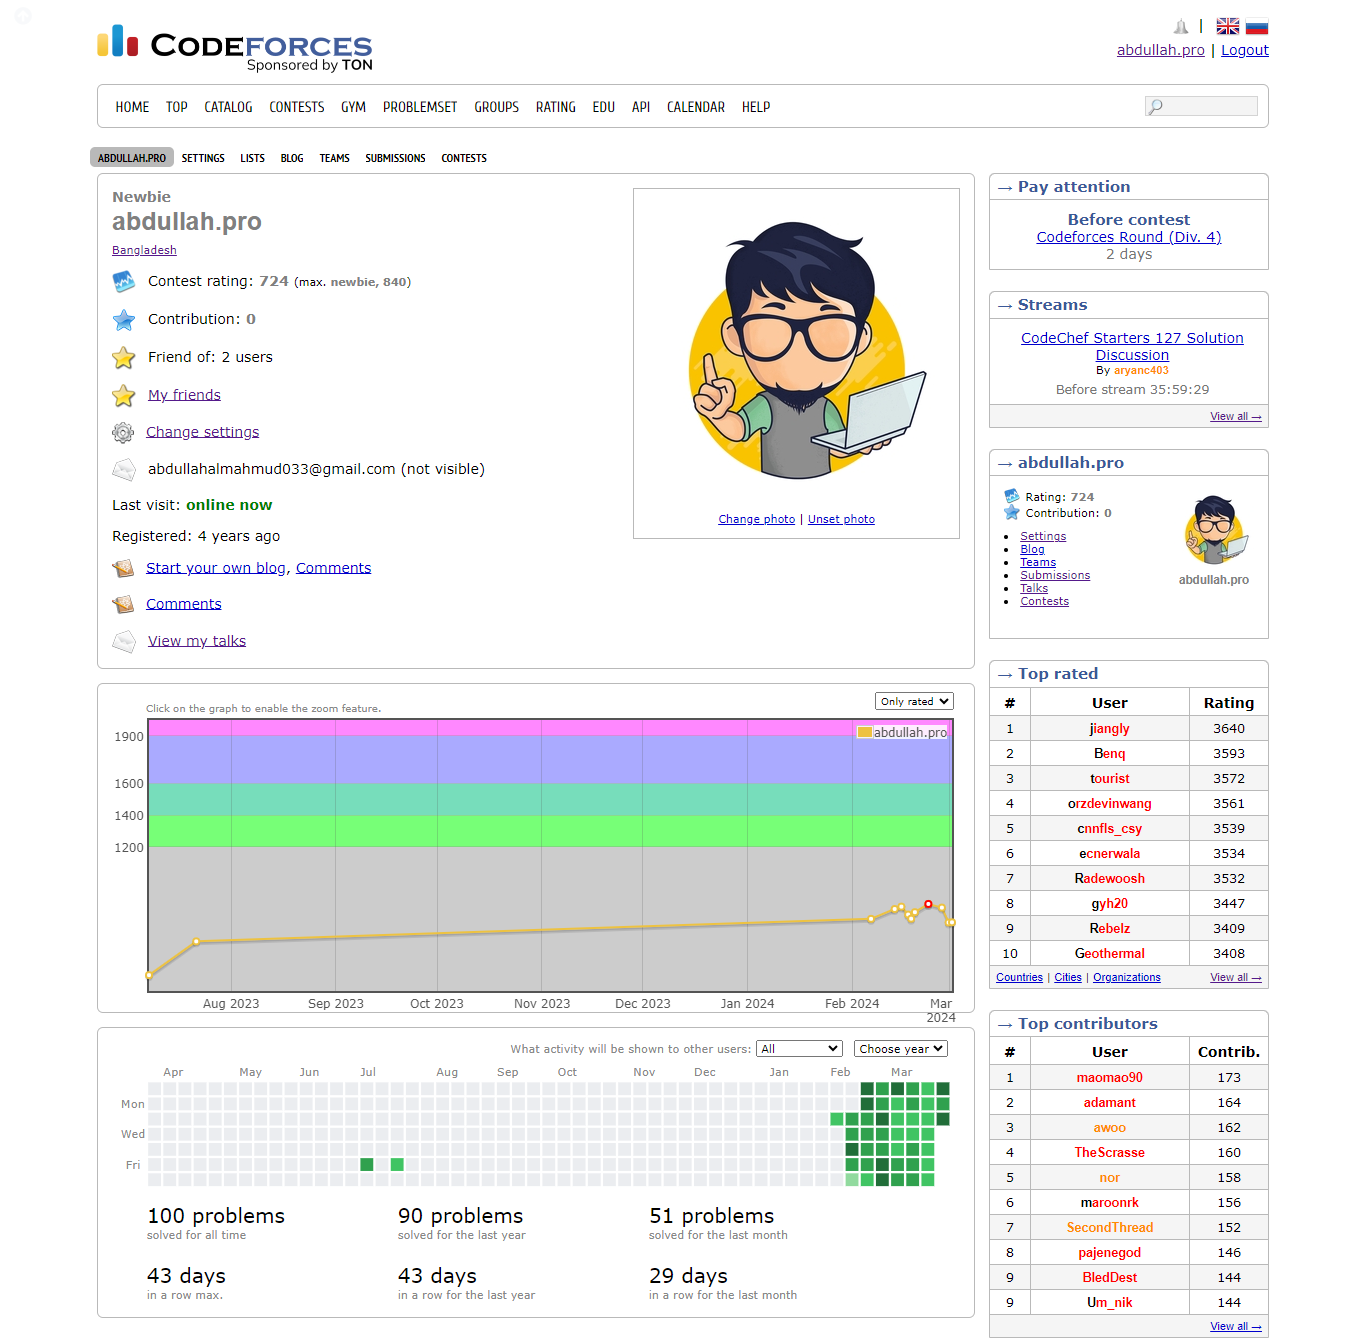 CODEFORCES
Sponsored by TON
|
abdullah.pro | Logout
HOME TOP CATALOG CONTESTS GYM PROBLEMSET GROUPS RATING EDU API CALENDAR HELP
ABDULLAH.PRO SETTINGS LISTS BLOG TEAMS SUBMISSIONS CONTESTS
Newbie
abdullah.pro
Bangladesh
Contest rating: 724 (max. newbie, 840)
Contribution: 0
Friend of: 2 users
My friends
Change settings
abdullahalmahmud033@gmail.com (not visible)
Last visit: online now
Registered: 4 years ago
Start your own blog, Comments
Comments
View my talks
Change photo | Unset photo
Click on the graph to enable the zoom feature.
Only rated
abdullah.pro
1900
1600
1400
1200
Aug 2023 Sep 2023 Oct 2023 Nov 2023 Dec 2023 Jan 2024 Feb 2024 Mar 2024
What activity will be shown to other users: All Choose year
Apr May Jun Jul Aug Sep Oct Nov Dec Jan Feb Mar
Mon
Wed
Fri
100 problems
solved for all time
90 problems
solved for the last year
51 problems
solved for the last month
43 days
in a row max.
43 days
in a row for the last year
29 days
in a row for the last month
→ Pay attention
Before contest
Codeforces Round (Div. 4)
2 days
→ Streams
CodeChef Starters 127 Solution
Discussion
By aryanc403
Before stream 35:59:29
View all →
→ abdullah.pro
Rating: 724
Contribution: 0
Settings
Blog
Teams
Submissions
Talks
Contests
abdullah.pro
→ Top rated
# User Rating
1 jiangly 3640
2 Benq 3593
3 tourist 3572
4 orzdevinwang 3561
5 cnnfls_csy 3539
6 ecnerwala 3534
7 Radewoosh 3532
8 gyh20 3447
9 Rebelz 3409
10 Geothermal 3408
Countries | Cities | Organizations View all →
→ Top contributors
# User Contrib.
1 maomao90 173
2 adamant 164
3 awoo 162
4 TheScrasse 160
5 nor 158
6 maroonrk 156
7 SecondThread 152
8 pajenegod 146
9 BledDest 144
9 Um_nik 144
View all →